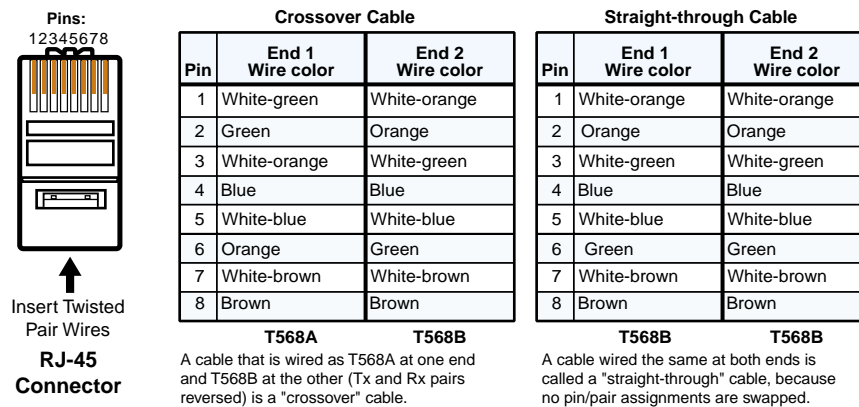 Pins:
12345678
Insert Twisted
Pair Wires
RJ-45
Connector
Crossover Cable
Pin End 1 Wire color End 2 Wire color
1 White-green White-orange
2 Green Orange
3 White-orange White-green
4 Blue Blue
5 White-blue White-blue
6 Orange Green
7 White-brown White-brown
8 Brown Brown
T568A T568B
A cable that is wired as T568A at one end
and T568B at the other (Tx and Rx pairs
reversed) is a "crossover" cable.
Straight-through Cable
Pin End 1 Wire color End 2 Wire color
1 White-orange White-orange
2 Orange Orange
3 White-green White-green
4 Blue Blue
5 White-blue White-blue
6 Green Green
7 White-brown White-brown
8 Brown Brown
T568B T568B
A cable wired the same at both ends is
called a "straight-through" cable, because
no pin/pair assignments are swapped.